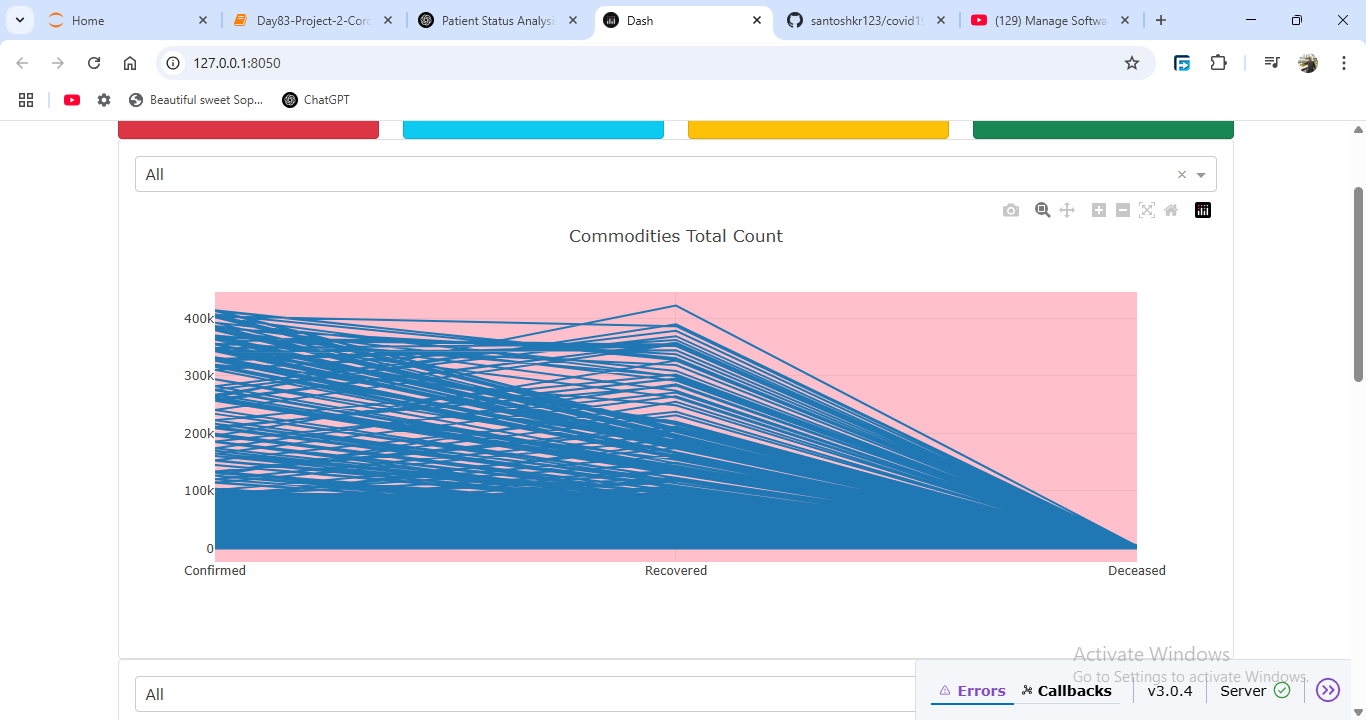 Home
Day83-Project-2-Coro
Patient Status Analysi
Dash
santoshkr123/covid19
(129) Manage Softwa
127.0.0.1:8050
Beautiful sweet Sop...
ChatGPT
All
Commodities Total Count
400k
300k
200k
100k
0
Confirmed
Recovered
Deceased
Activate Windows
Go to Settings to activate Windows.
All
Errors
Callbacks
v3.0.4
Server